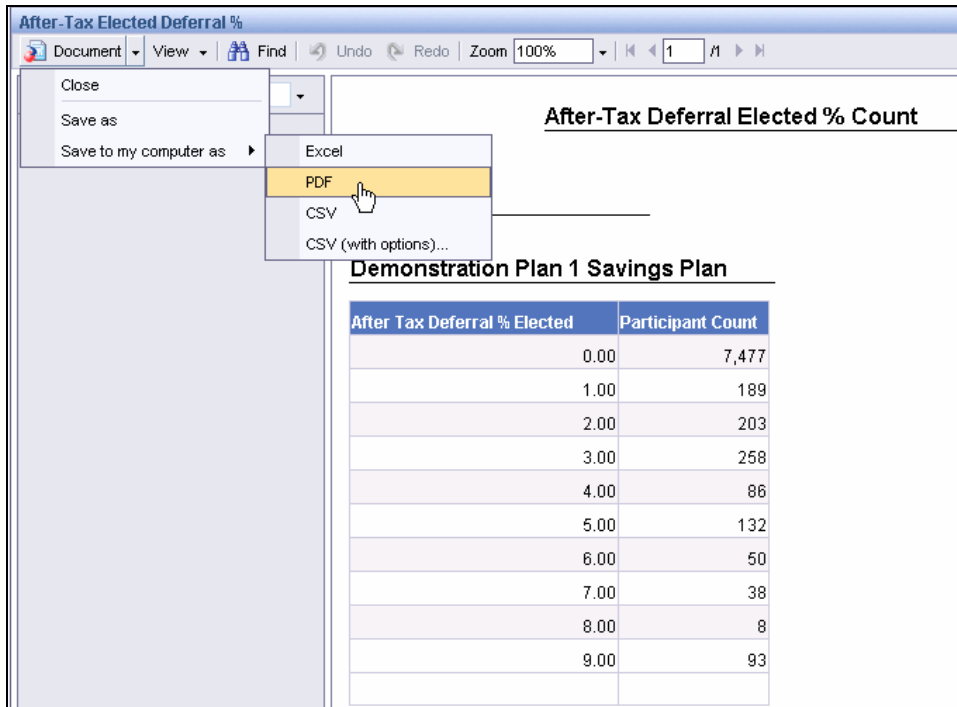 After-Tax Elected Deferral %
Document View Find Undo Redo Zoom 100% 1 /1
Close
Save as
Save to my computer as
Excel
PDF
CSV
CSV (with options)...
After-Tax Deferral Elected % Count
Demonstration Plan 1 Savings Plan
After Tax Deferral % Elected Participant Count
0.00 7,477
1.00 189
2.00 203
3.00 258
4.00 86
5.00 132
6.00 50
7.00 38
8.00 8
9.00 93